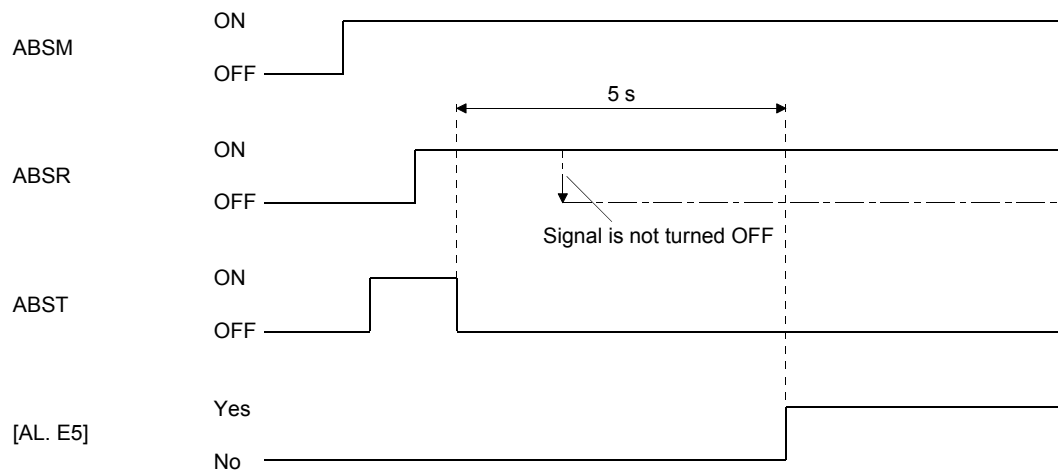 ABSM
ON
OFF
5 s
ABSR
ON
OFF
Signal is not turned OFF
ABST
ON
OFF
[AL. E5]
Yes
No